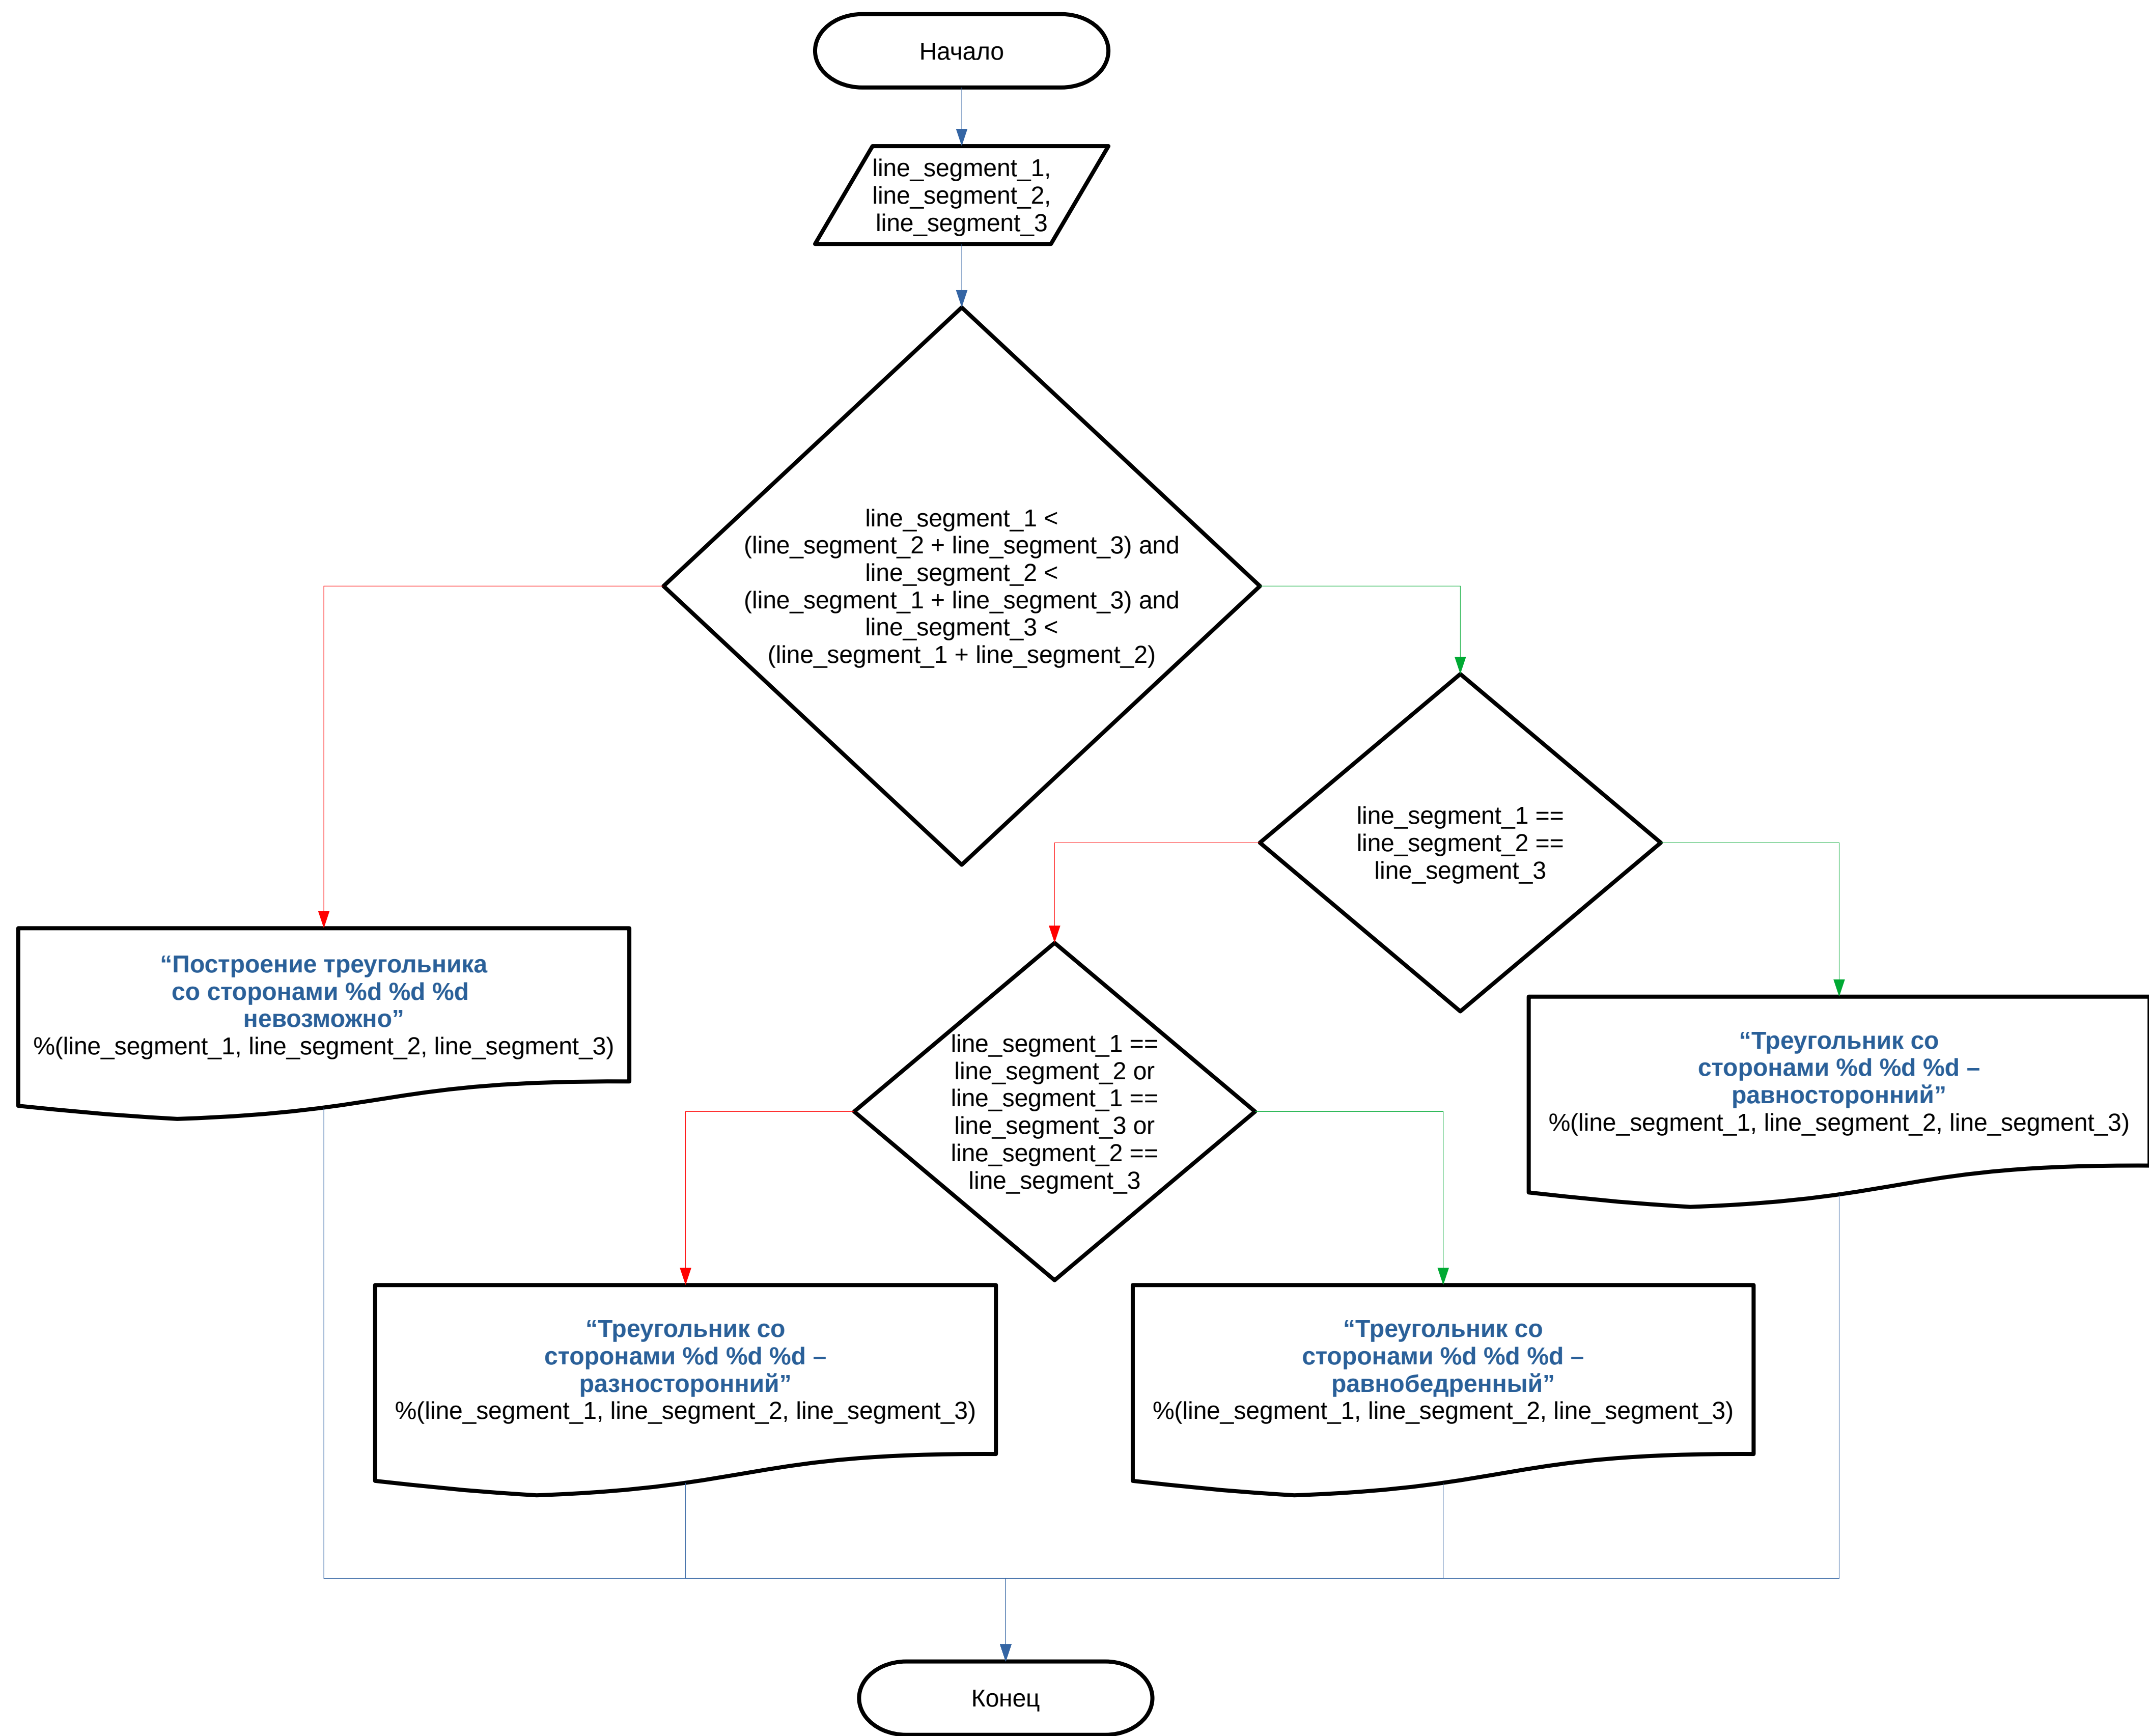 Начало
line_segment_1,
line_segment_2,
line_segment_3
line_segment_1 <
(line_segment_2 + line_segment_3) and
line_segment_2 <
(line_segment_1 + line_segment_3) and
line_segment_3 <
(line_segment_1 + line_segment_2)
line_segment_1 ==
line_segment_2 ==
line_segment_3
“Построение треугольника
со сторонами %d %d %d
невозможно”
%(line_segment_1, line_segment_2, line_segment_3)
line_segment_1 ==
line_segment_2 or
line_segment_1 ==
line_segment_3 or
line_segment_2 ==
line_segment_3
“Треугольник со
сторонами %d %d %d –
равносторонний”
%(line_segment_1, line_segment_2, line_segment_3)
“Треугольник со
сторонами %d %d %d –
разносторонний”
%(line_segment_1, line_segment_2, line_segment_3)
“Треугольник со
сторонами %d %d %d –
равнобедренный”
%(line_segment_1, line_segment_2, line_segment_3)
Конец